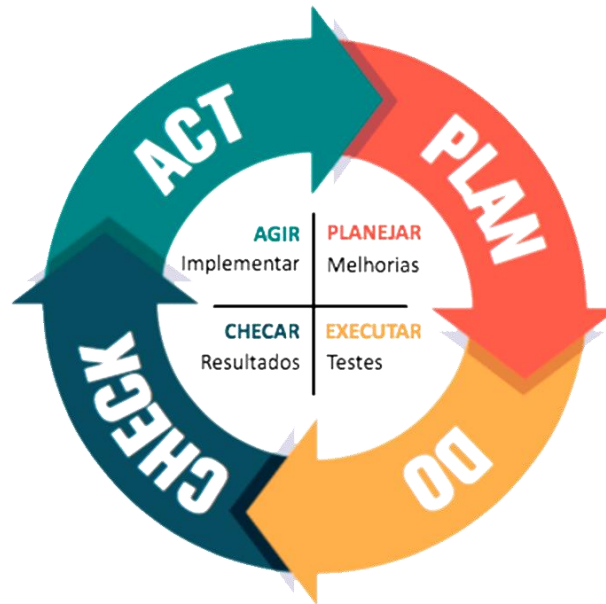 ACT
PLAN
AGIR
Implementar
PLANEJAR
Melhorias
CHECAR
Resultados
EXECUTAR
Testes
CHECK
DO